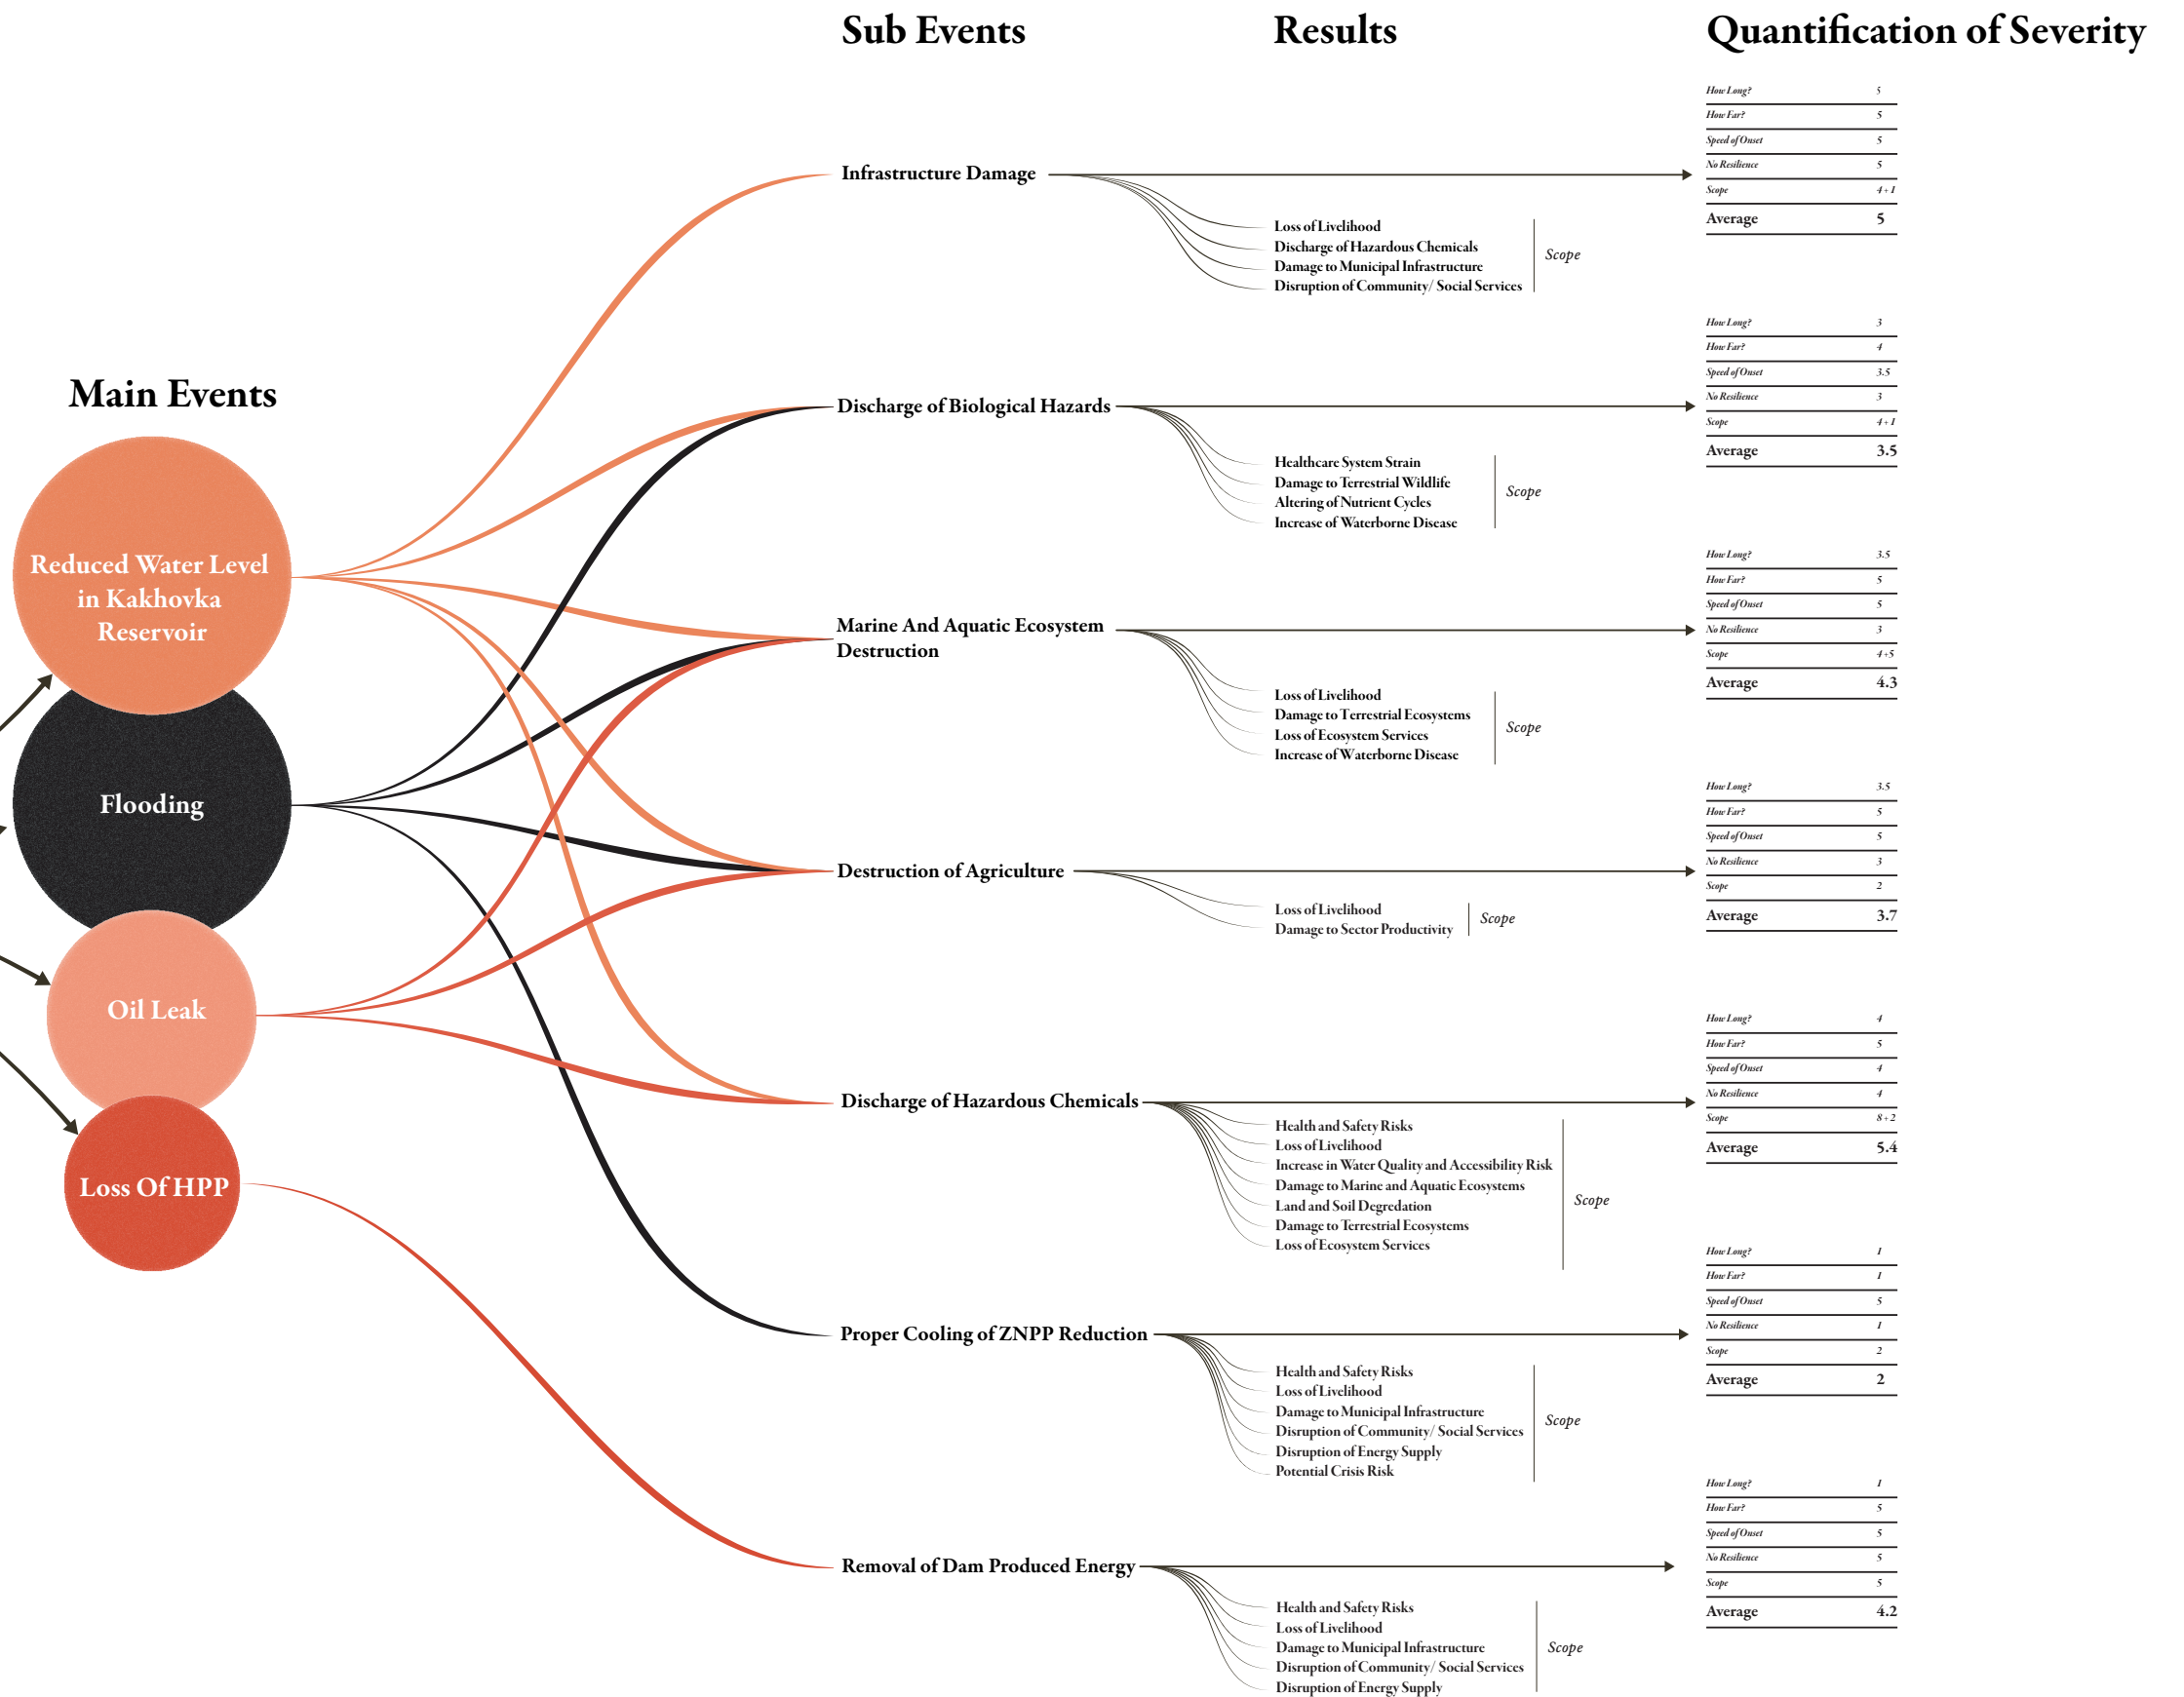 Sub Events
Results
Quantification of Severity
Main Events
Reduced Water Level
in Kakhovka
Reservoir
Flooding
Oil Leak
Loss Of HPP
Infrastructure Damage
Loss of Livelihood
Discharge of Hazardous Chemicals
Damage to Municipal Infrastructure
Disruption of Community/ Social Services
Scope
How Long? 5
How Far? 5
Speed of Onset 5
No Resilience 5
Scope 4 + 1
Average 5
Discharge of Biological Hazards
Healthcare System Strain
Damage to Terrestrial Wildlife
Altering of Nutrient Cycles
Increase of Waterborne Disease
Scope
How Long? 3
How Far? 4
Speed of Onset 3.5
No Resilience 3
Scope 4 + 1
Average 3.5
Marine And Aquatic Ecosystem
Destruction
Loss of Livelihood
Damage to Terrestrial Ecosystems
Loss of Ecosystem Services
Increase of Waterborne Disease
Scope
How Long? 3.5
How Far? 5
Speed of Onset 5
No Resilience 3
Scope 4 +5
Average 4.3
Destruction of Agriculture
Loss of Livelihood
Damage to Sector Productivity
Scope
How Long? 3.5
How Far? 5
Speed of Onset 5
No Resilience 3
Scope 2
Average 3.7
Discharge of Hazardous Chemicals
Health and Safety Risks
Loss of Livelihood
Increase in Water Quality and Accessibility Risk
Damage to Marine and Aquatic Ecosystems
Land and Soil Degredation
Damage to Terrestrial Ecosystems
Loss of Ecosystem Services
Scope
How Long? 4
How Far? 5
Speed of Onset 4
No Resilience 4
Scope 8 + 2
Average 5.4
Proper Cooling of ZNPP Reduction
Health and Safety Risks
Loss of Livelihood
Damage to Municipal Infrastructure
Disruption of Community/ Social Services
Disruption of Energy Supply
Potential Crisis Risk
Scope
How Long? 1
How Far? 1
Speed of Onset 5
No Resilience 1
Scope 2
Average 2
Removal of Dam Produced Energy
Health and Safety Risks
Loss of Livelihood
Damage to Municipal Infrastructure
Disruption of Community/ Social Services
Disruption of Energy Supply
Scope
How Long? 1
How Far? 5
Speed of Onset 5
No Resilience 5
Scope 5
Average 4.2